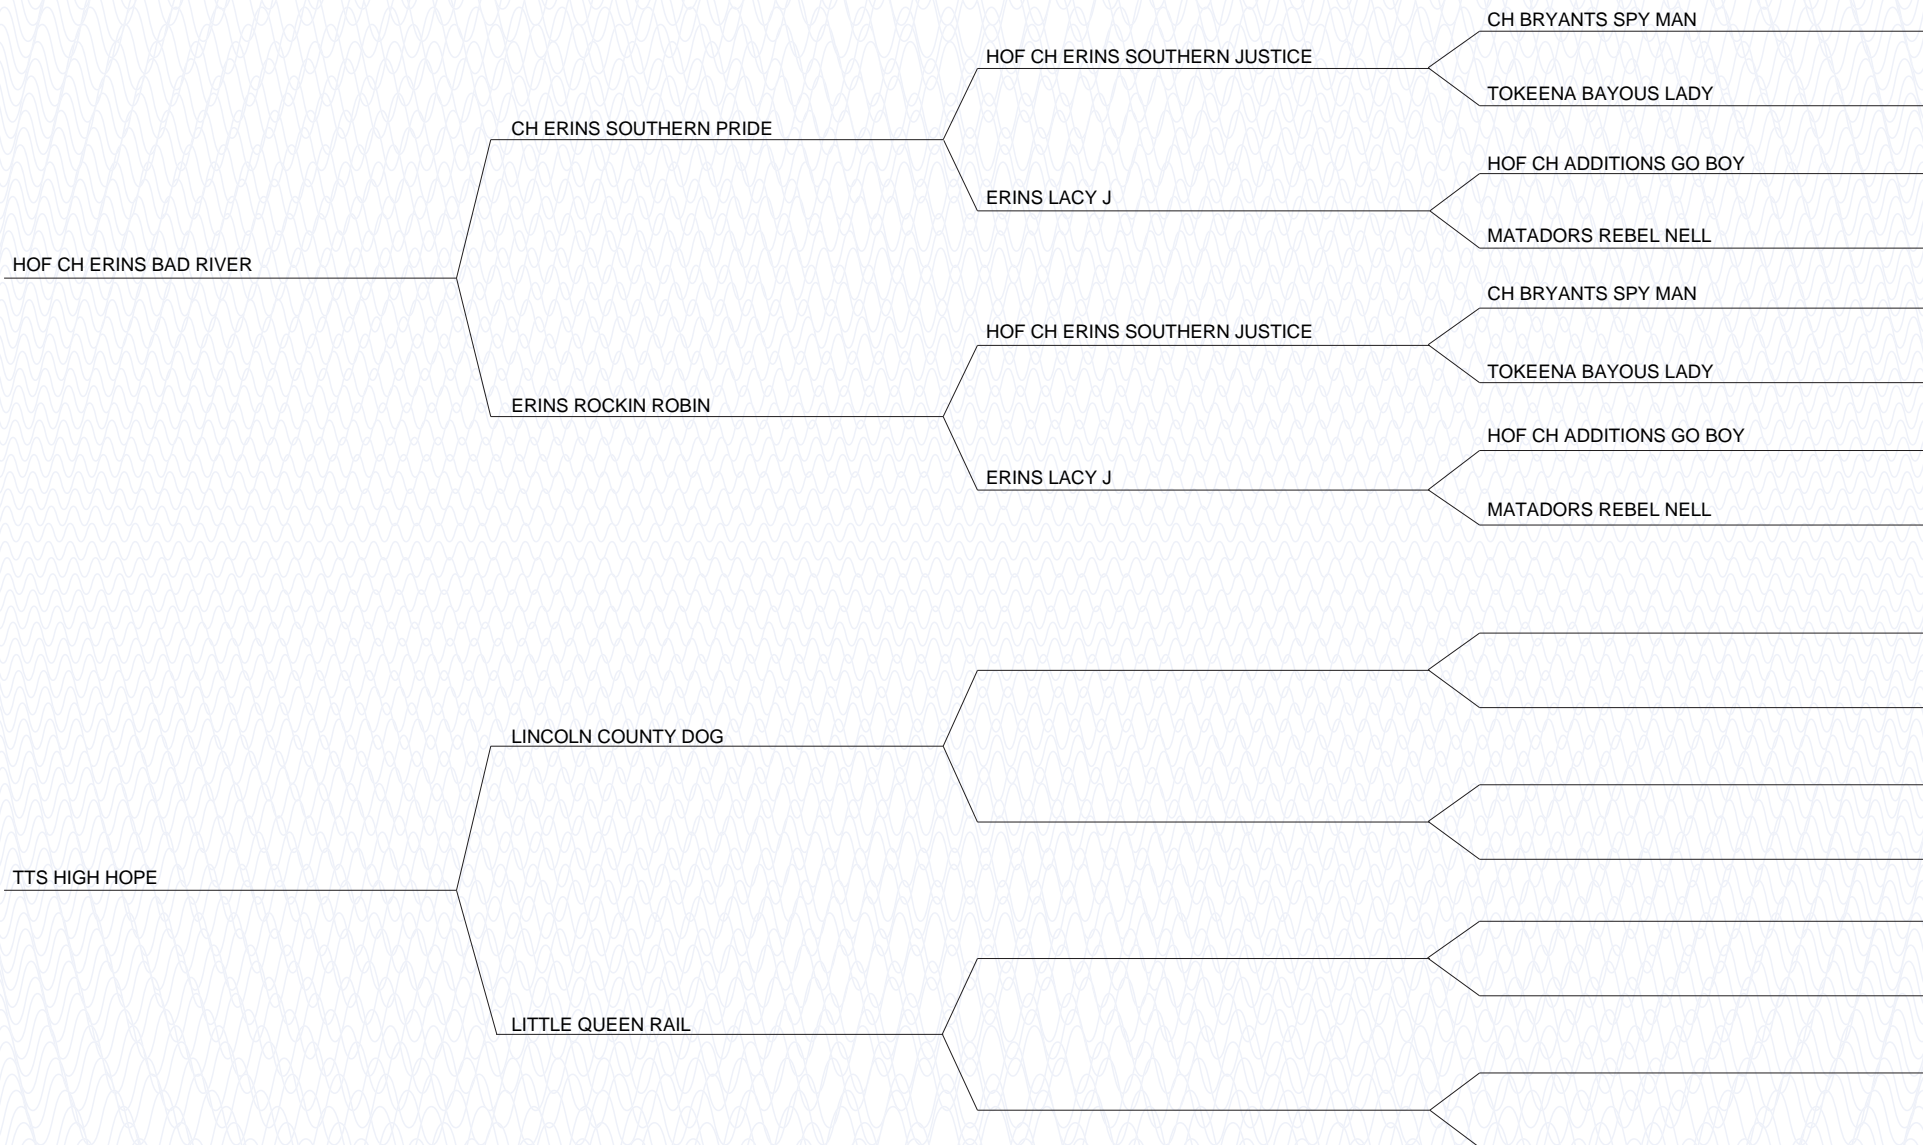 CH BRYANTS SPY MAN
HOF CH ERINS SOUTHERN JUSTICE
TOKEENA BAYOUS LADY
CH ERINS SOUTHERN PRIDE
HOF CH ADDITIONS GO BOY
ERINS LACY J
MATADORS REBEL NELL
HOF CH ERINS BAD RIVER
CH BRYANTS SPY MAN
HOF CH ERINS SOUTHERN JUSTICE
TOKEENA BAYOUS LADY
ERINS ROCKIN ROBIN
HOF CH ADDITIONS GO BOY
ERINS LACY J
MATADORS REBEL NELL
LINCOLN COUNTY DOG
TTS HIGH HOPE
LITTLE QUEEN RAIL